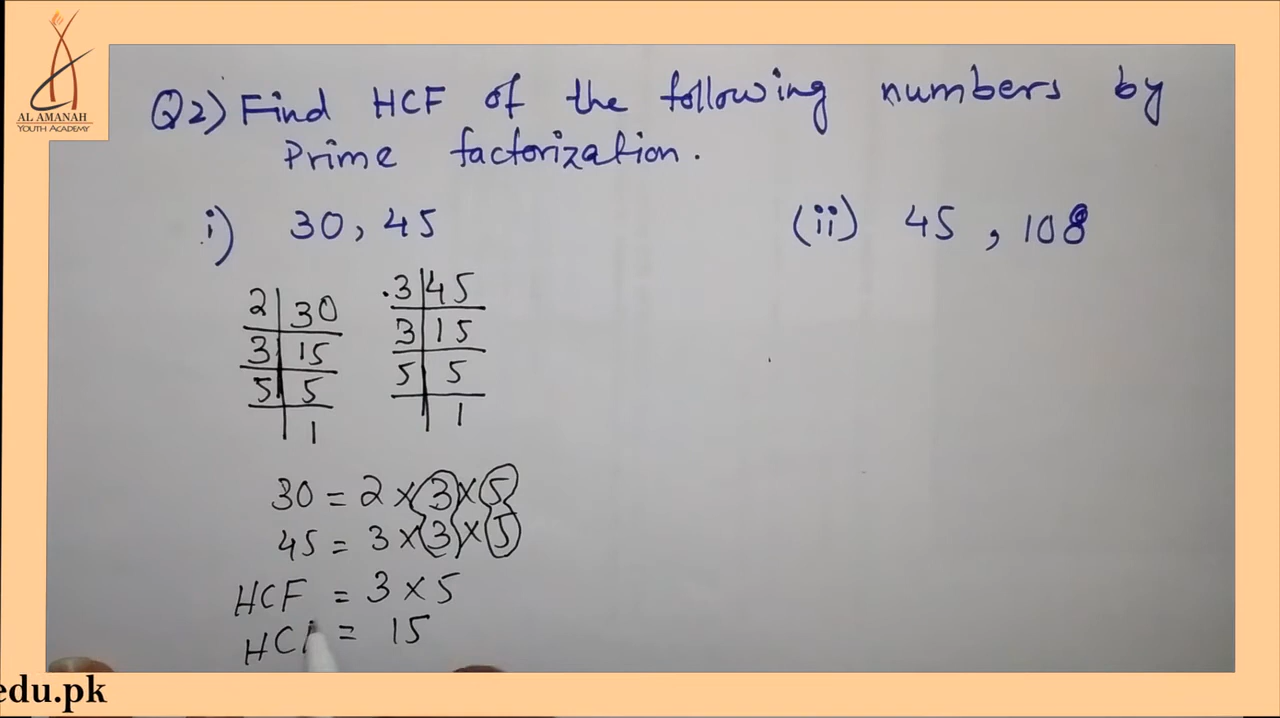 AL AMANAH
YOUTH ACADEMY
Q2) Find HCF of the following numbers by
Prime factorization.
i) 30, 45
2 | 30
3 | 15
5 | 5
| 1
3 | 45
3 | 15
5 | 5
| 1
30 = 2 × 3 × 5
45 = 3 × 3 × 5
HCF = 3 × 5
HCF = 15
(ii) 45, 108
edu.pk